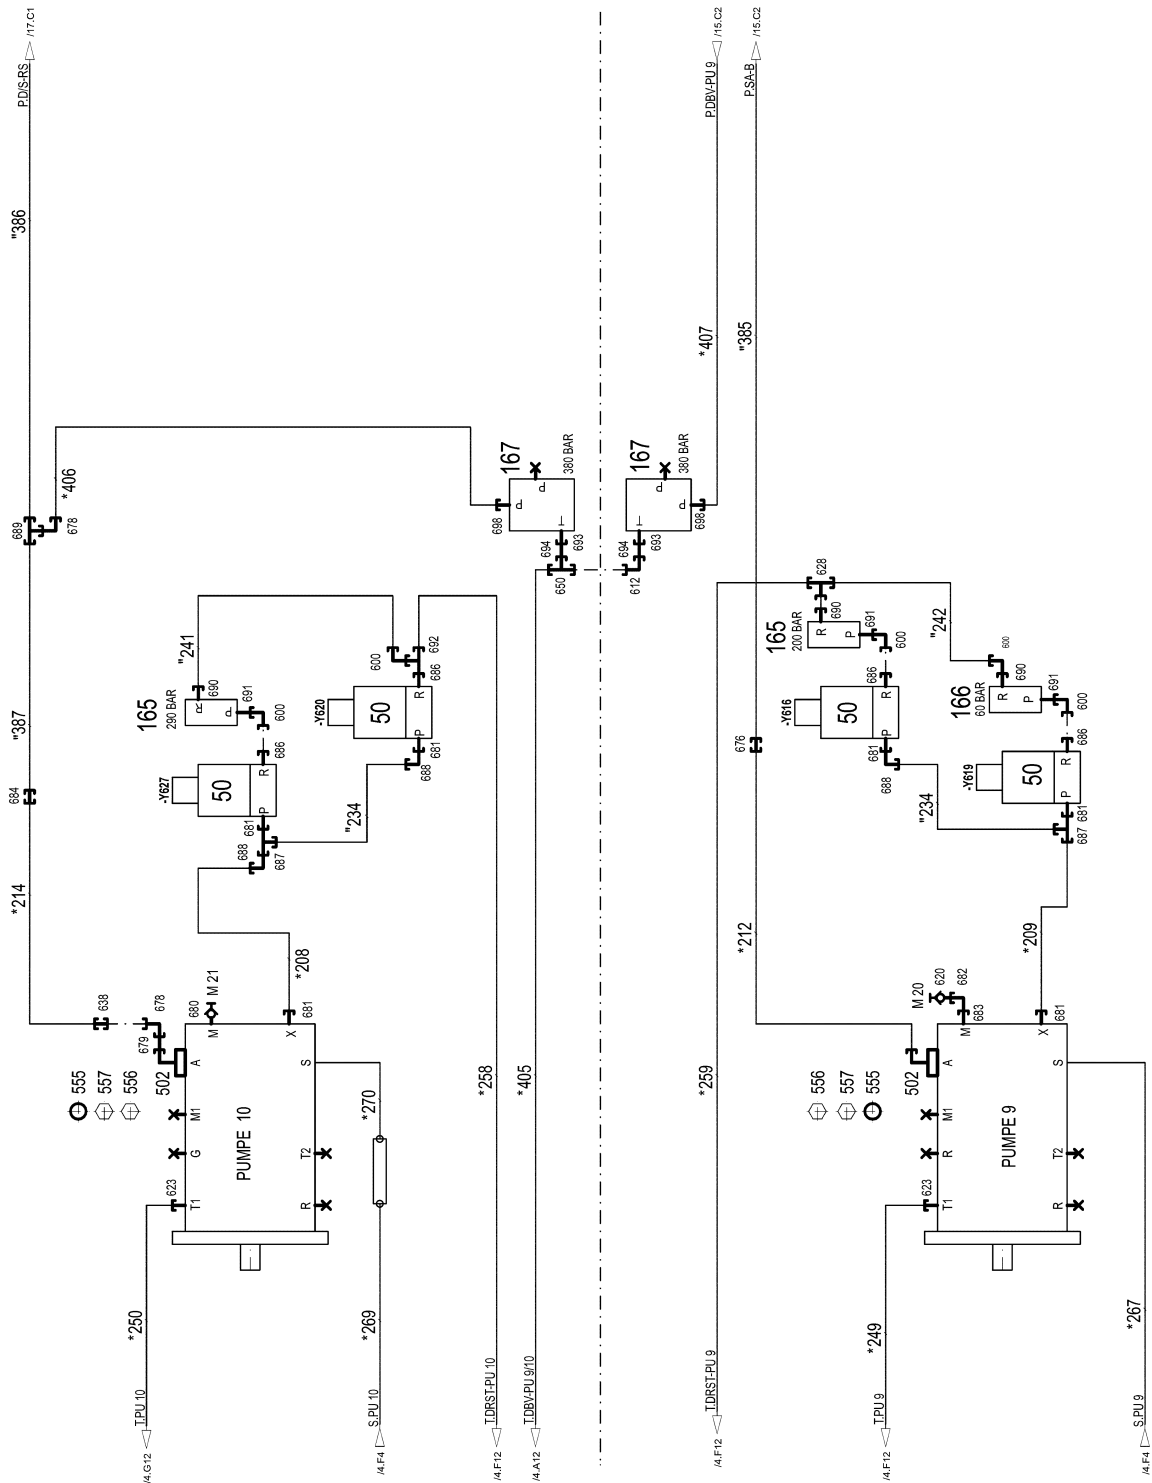 /17.C1
P.D/S-RS
"386
689
*406
678
"387
684
*214
638
678
679
680
M 21
M
*208
681
X
555
557
556
502
A
M1
G
T1
S
T2
R
PUMPE 10
623
*250
T.PU 10
/4.G12
*270
*269
S.PU 10
/4.F4
165
290 BAR
R
P
690
691
600
"241
-Y627
50
P
R
686
681
688
687
"234
-Y620
50
P
R
600
692
686
681
688
*258
T.DRST-PU 10
/4.F12
*405
T.DBV-PU 9/10
/4.A12
167
380 BAR
P
P
T
698
694
693
650
167
380 BAR
P
P
T
698
694
693
612
/15.C2
P.DBV-PU 9
*407
/15.C2
P.SA-B
"385
628
690
165
200 BAR
R
P
691
600
"242
600
690
166
60 BAR
R
P
691
600
-Y616
50
P
R
686
681
688
"234
-Y619
50
P
R
686
681
687
676
*212
*209
M 20
620
682
683
M
681
X
556
557
555
502
A
M1
R
T1
S
T2
R
PUMPE 9
623
*259
T.DRST-PU 9
/4.F12
*249
T.PU 9
/4.F12
*267
S.PU 9
/4.F4